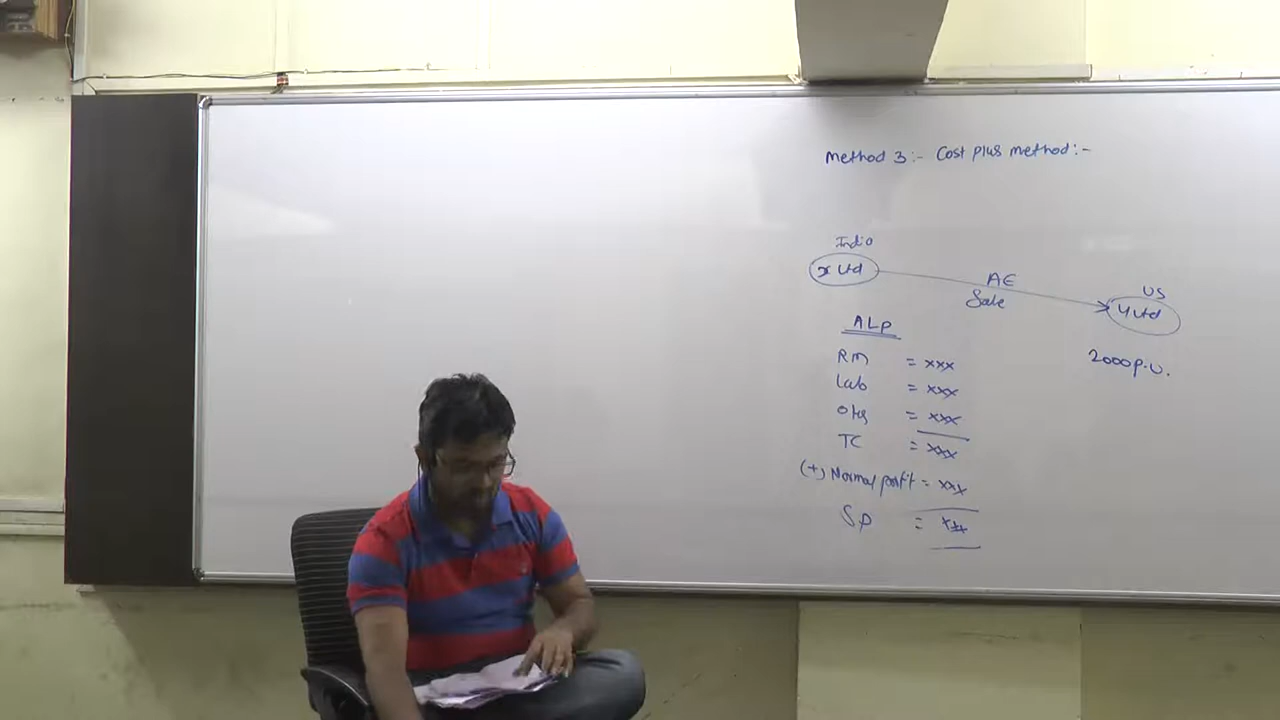 Method 3:- Cost plus method:-
India
X Ltd
AE
Sale
US
Y Ltd
ALP
2000 p.u.
RM = xxx
Lab = xxx
OHs = xxx
TC = xxx
(+) Normal profit = xxx
SP = xxx